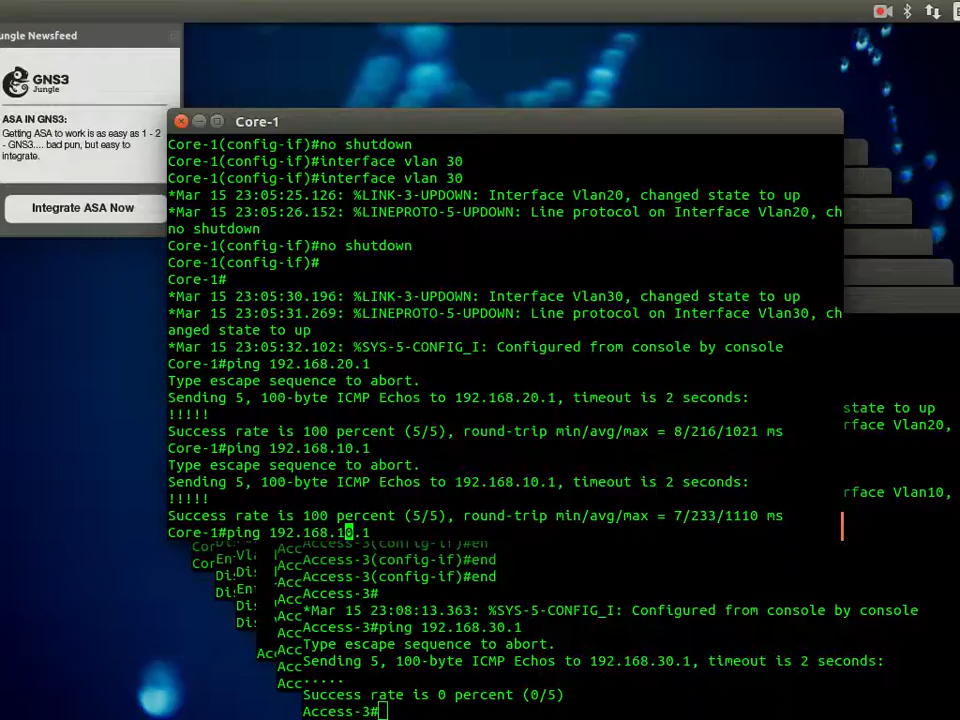 ungle Newsfeed
GNS3
Jungle
ASA IN GNS3:
Getting ASA to work is as easy as 1 - 2
- GNS3.... bad pun, but easy to
integrate.
Integrate ASA Now
Core-1
Core-1(config-if)#no shutdown
Core-1(config-if)#interface vlan 30
Core-1(config-if)#interface vlan 30
*Mar 15 23:05:25.126: %LINK-3-UPDOWN: Interface Vlan20, changed state to up
*Mar 15 23:05:26.152: %LINEPROTO-5-UPDOWN: Line protocol on Interface Vlan20, ch
no shutdown
Core-1(config-if)#no shutdown
Core-1(config-if)#
Core-1#
*Mar 15 23:05:30.196: %LINK-3-UPDOWN: Interface Vlan30, changed state to up
*Mar 15 23:05:31.269: %LINEPROTO-5-UPDOWN: Line protocol on Interface Vlan30, ch
anged state to up
*Mar 15 23:05:32.102: %SYS-5-CONFIG_I: Configured from console by console
Core-1#ping 192.168.20.1
Type escape sequence to abort.
Sending 5, 100-byte ICMP Echos to 192.168.20.1, timeout is 2 seconds:
!!!!!
Success rate is 100 percent (5/5), round-trip min/avg/max = 8/216/1021 ms
Core-1#ping 192.168.10.1
Type escape sequence to abort.
Sending 5, 100-byte ICMP Echos to 192.168.10.1, timeout is 2 seconds:
!!!!!
Success rate is 100 percent (5/5), round-trip min/avg/max = 7/233/1110 ms
Core-1#ping 192.168.10.1
state to up
rface Vlan20,
rface Vlan10,
Access-3(config-if)#en
Access-3(config-if)#end
Access-3(config-if)#end
Access-3#
*Mar 15 23:08:13.363: %SYS-5-CONFIG_I: Configured from console by console
Access-3#ping 192.168.30.1
Type escape sequence to abort.
Sending 5, 100-byte ICMP Echos to 192.168.30.1, timeout is 2 seconds:
.....
Success rate is 0 percent (0/5)
Access-3#